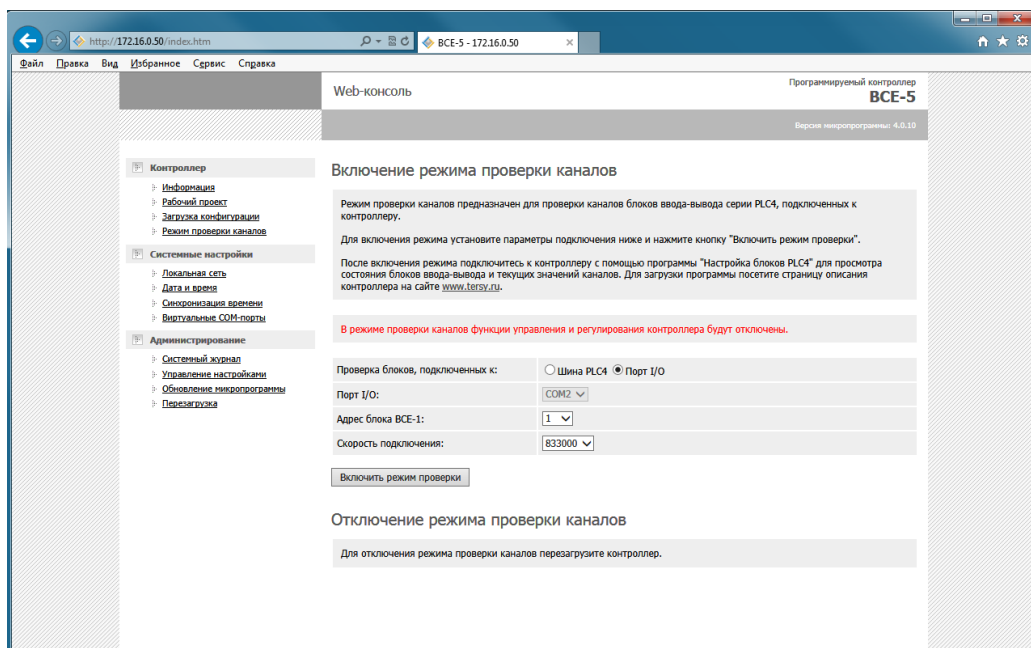 http://172.16.0.50/index.htm
BCE-5 - 172.16.0.50
Файл Правка Вид Избранное Сервис Справка
Web-консоль
Программируемый контроллер
BCE-5
Версия микропрограммы: 4.0.10
Контроллер
Информация
Рабочий проект
Загрузка конфигурации
Режим проверки каналов
Системные настройки
Локальная сеть
Дата и время
Синхронизация времени
Виртуальные COM-порты
Администрирование
Системный журнал
Управление настройками
Обновление микропрограммы
Перезагрузка
Включение режима проверки каналов
Режим проверки каналов предназначен для проверки каналов блоков ввода-вывода серии PLC4, подключенных к
контроллеру.
Для включения режима установите параметры подключения ниже и нажмите кнопку "Включить режим проверки".
После включения режима подключитесь к контроллеру с помощью программы "Настройка блоков PLC4" для просмотра
состояния блоков ввода-вывода и текущих значений каналов. Для загрузки программы посетите страницу описания
контроллера на сайте www.tersy.ru.
В режиме проверки каналов функции управления и регулирования контроллера будут отключены.
Проверка блоков, подключенных к: Шина PLC4 Порт I/O
Порт I/O: COM2
Адрес блока BCE-1: 1
Скорость подключения: 833000
Включить режим проверки
Отключение режима проверки каналов
Для отключения режима проверки каналов перезагрузите контроллер.